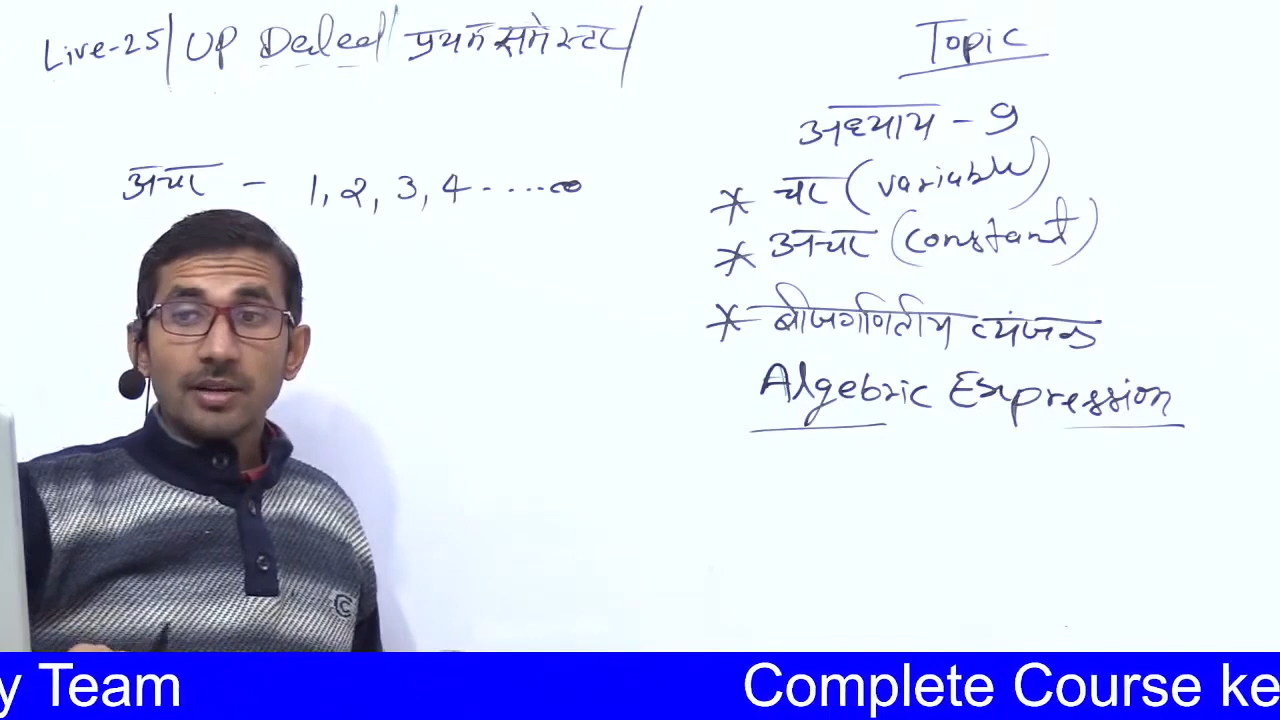 Live-25/ UP Deled/ प्रथम समेस्टर/
अचर - 1, 2, 3, 4 ......∞
Topic
अध्याय - 9
* चर (variable)
* अचर (constant)
* बीजगणितीय व्यंजक
Algebric Expression
y Team
Complete Course ke